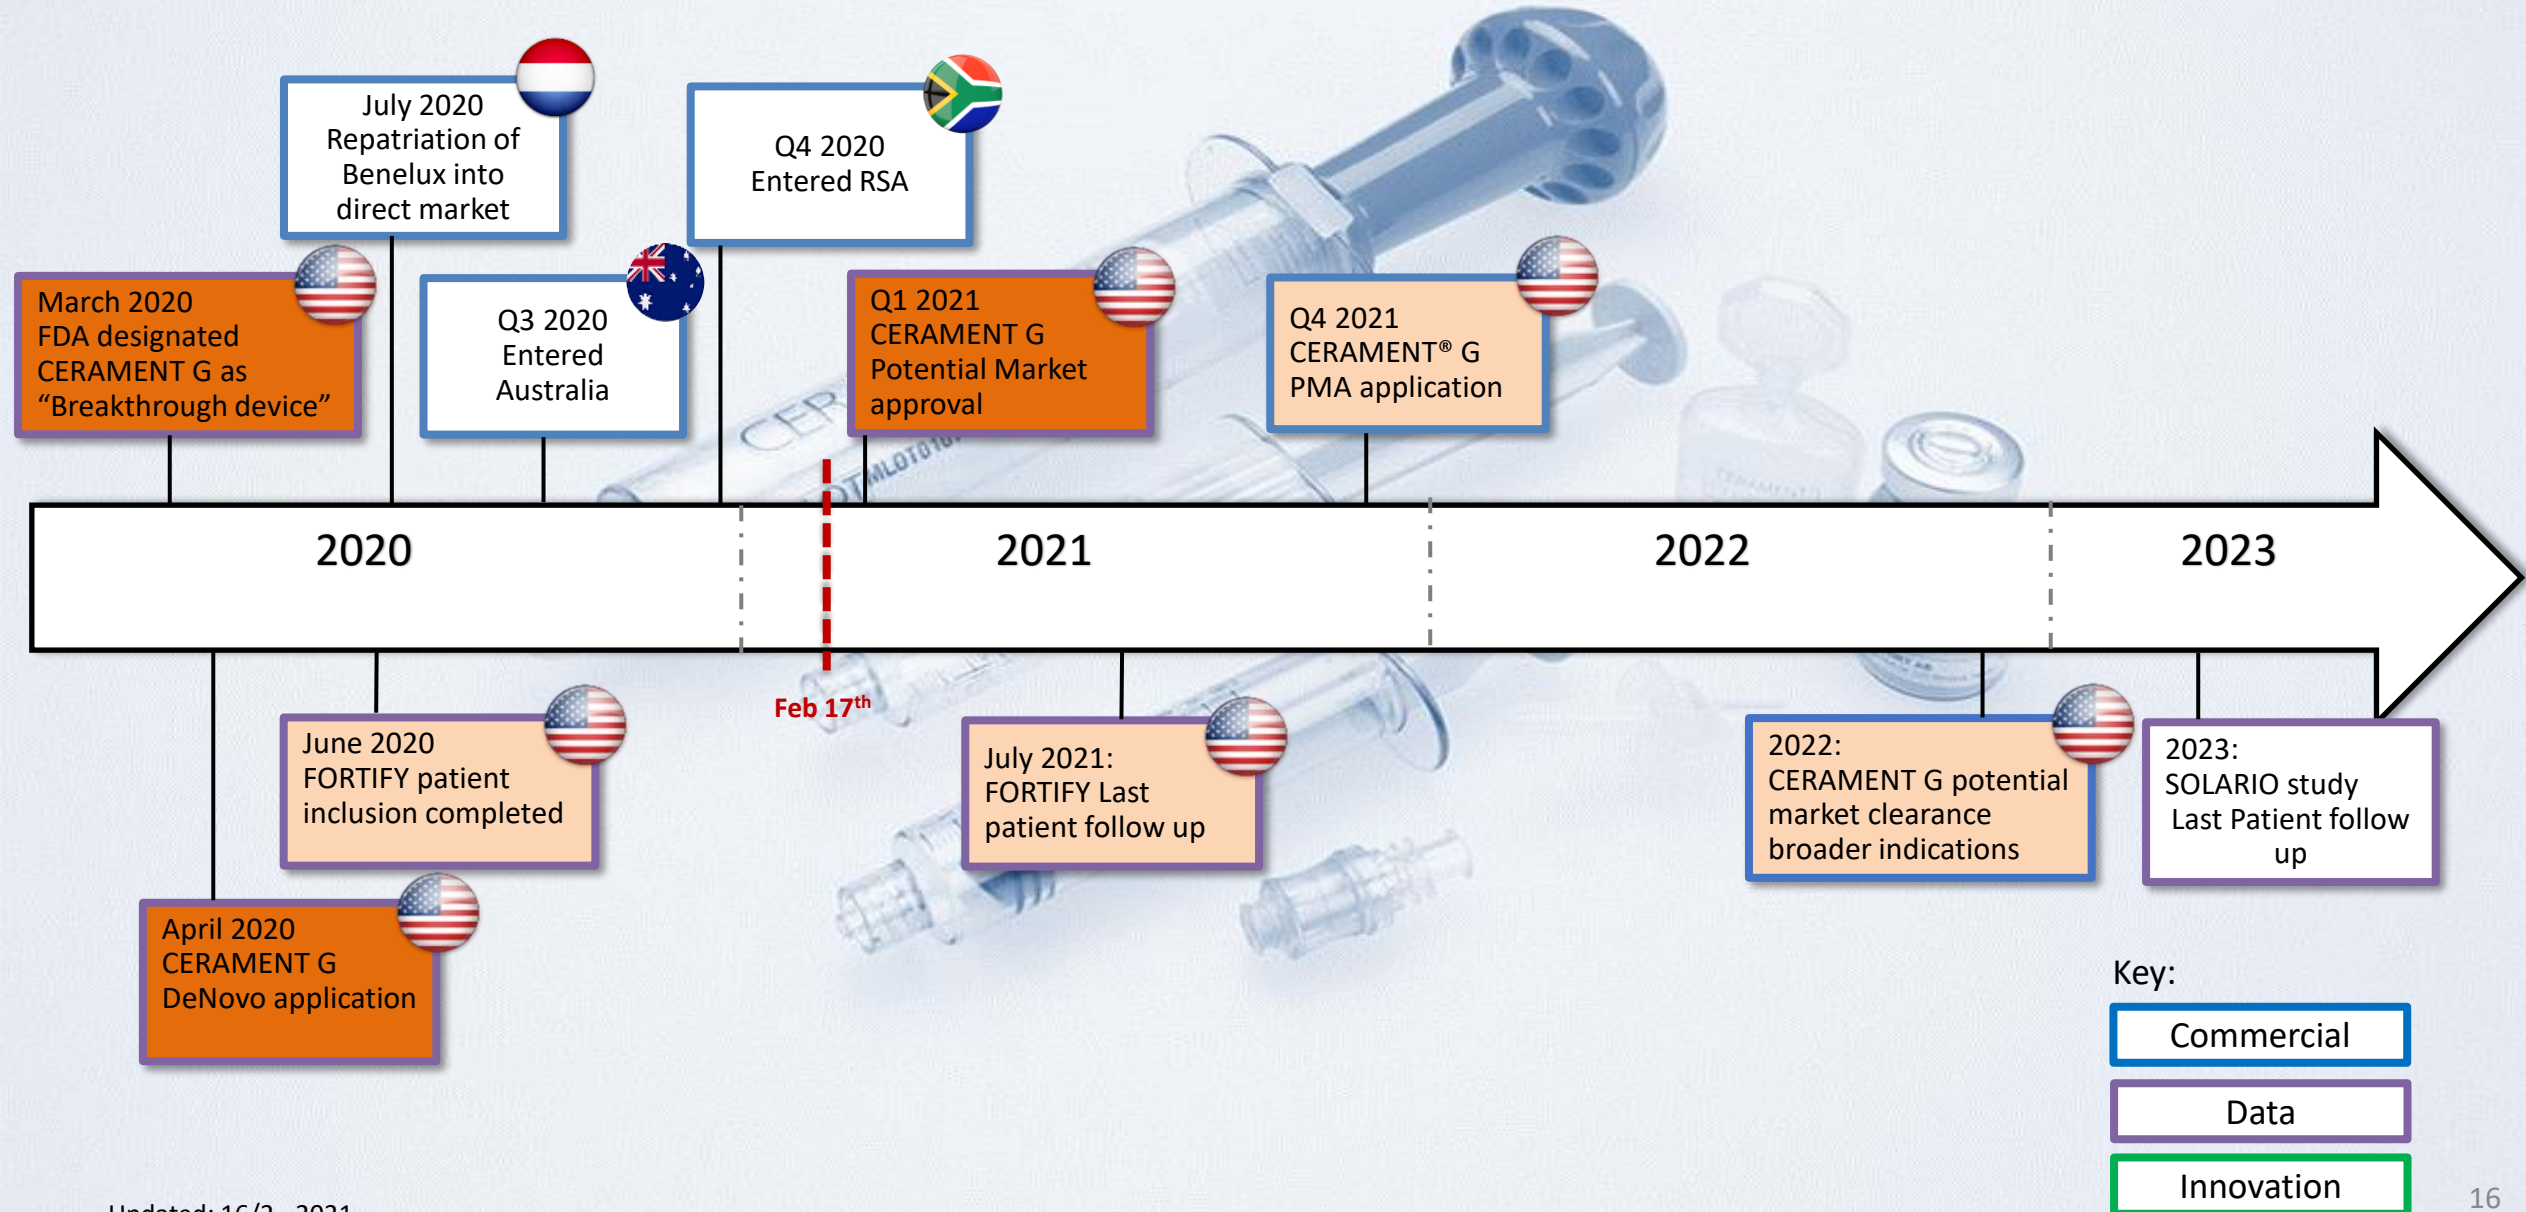 July 2020
Repatriation of
Benelux into
direct market
Q4 2020
Entered RSA
March 2020
FDA designated
CERAMENT G as
“Breakthrough device”
Q3 2020
Entered
Australia
Q1 2021
CERAMENT G
Potential Market
approval
Q4 2021
CERAMENT® G
PMA application
2020
2021
2022
2023
Feb 17th
June 2020
FORTIFY patient
inclusion completed
July 2021:
FORTIFY Last
patient follow up
2022:
CERAMENT G potential
market clearance
broader indications
2023:
SOLARIO study
Last Patient follow
up
April 2020
CERAMENT G
DeNovo application
Key:
Commercial
Data
Innovation
16